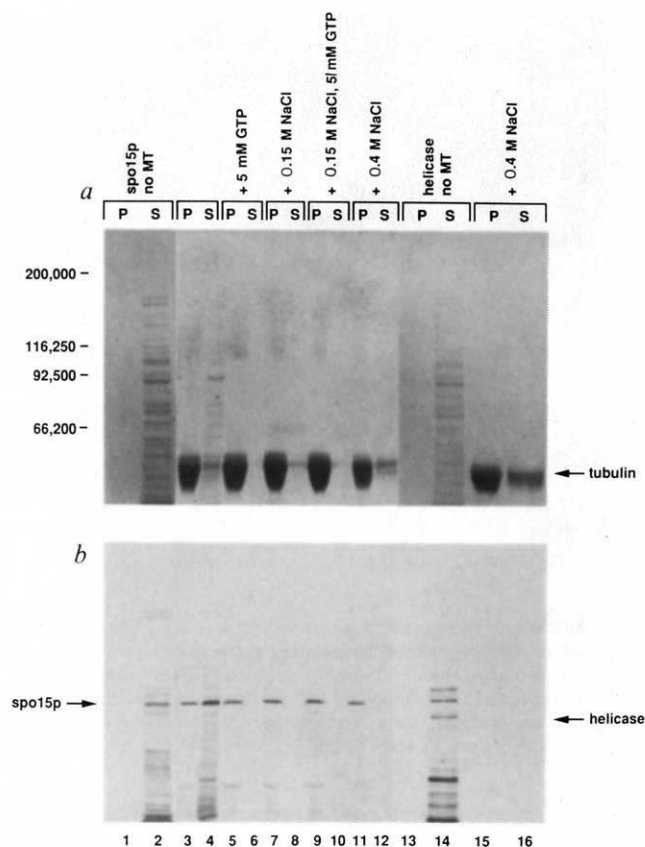 a
spo15p
no MT
+ 5 mM GTP
+ 0.15 M NaCl
+ 0.15 M NaCl, 5/mM GTP
+ 0.4 M NaCl
helicase
no MT
+ 0.4 M NaCl
P S P S P S P S P S P S P S P S
200,000 –
116,250 –
92,500 –
66,200 –
tubulin
b
spo15p
helicase
1 2 3 4 5 6 7 8 9 10 11 12 13 14 15 16